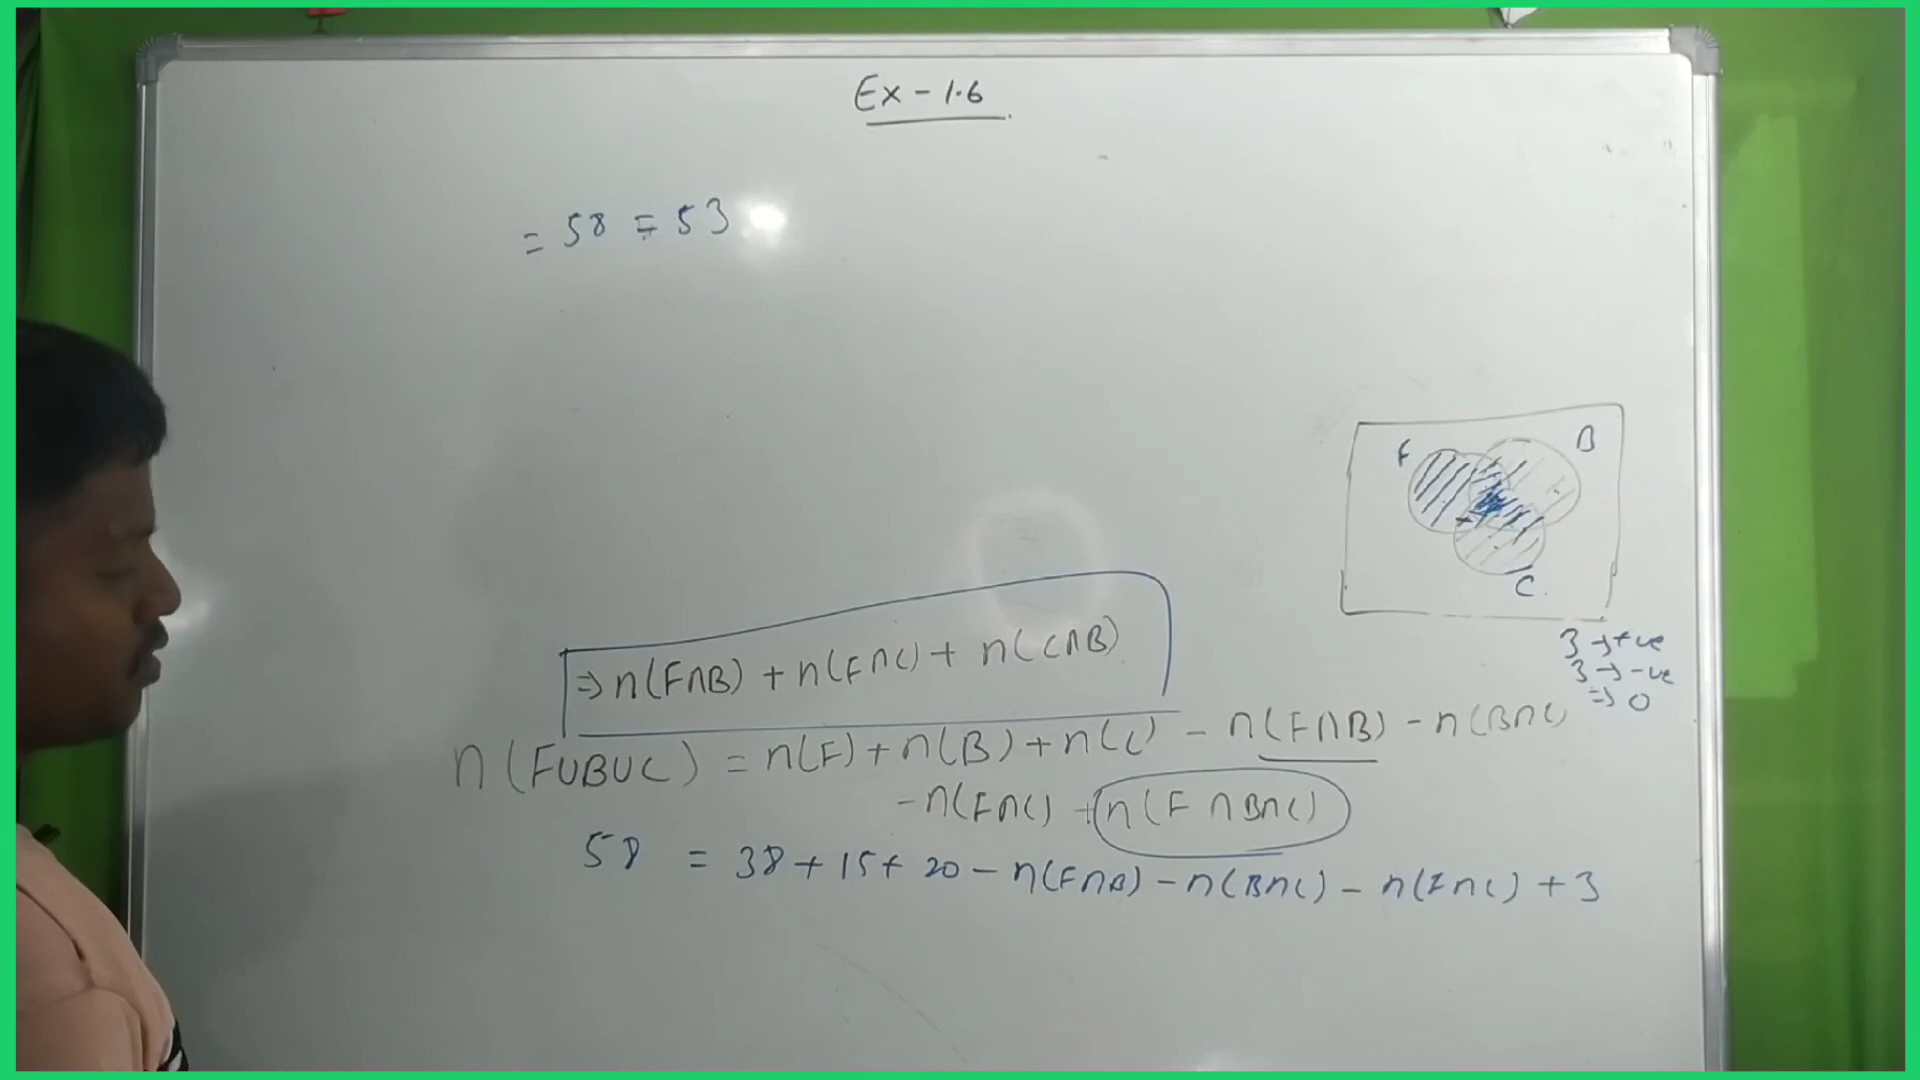 Ex - 1.6
= 58 = 53
F
B
C
3 → +ve
3 → -ve
⇒ 0
⇒ n(F∩B) + n(F∩C) + n(C∩B)
n(F∪B∪C) = n(F) + n(B) + n(C) - n(F∩B) - n(B∩C)
- n(F∩C) + n(F∩B∩C)
58 = 38 + 15 + 20 - n(F∩B) - n(B∩C) - n(F∩C) + 3